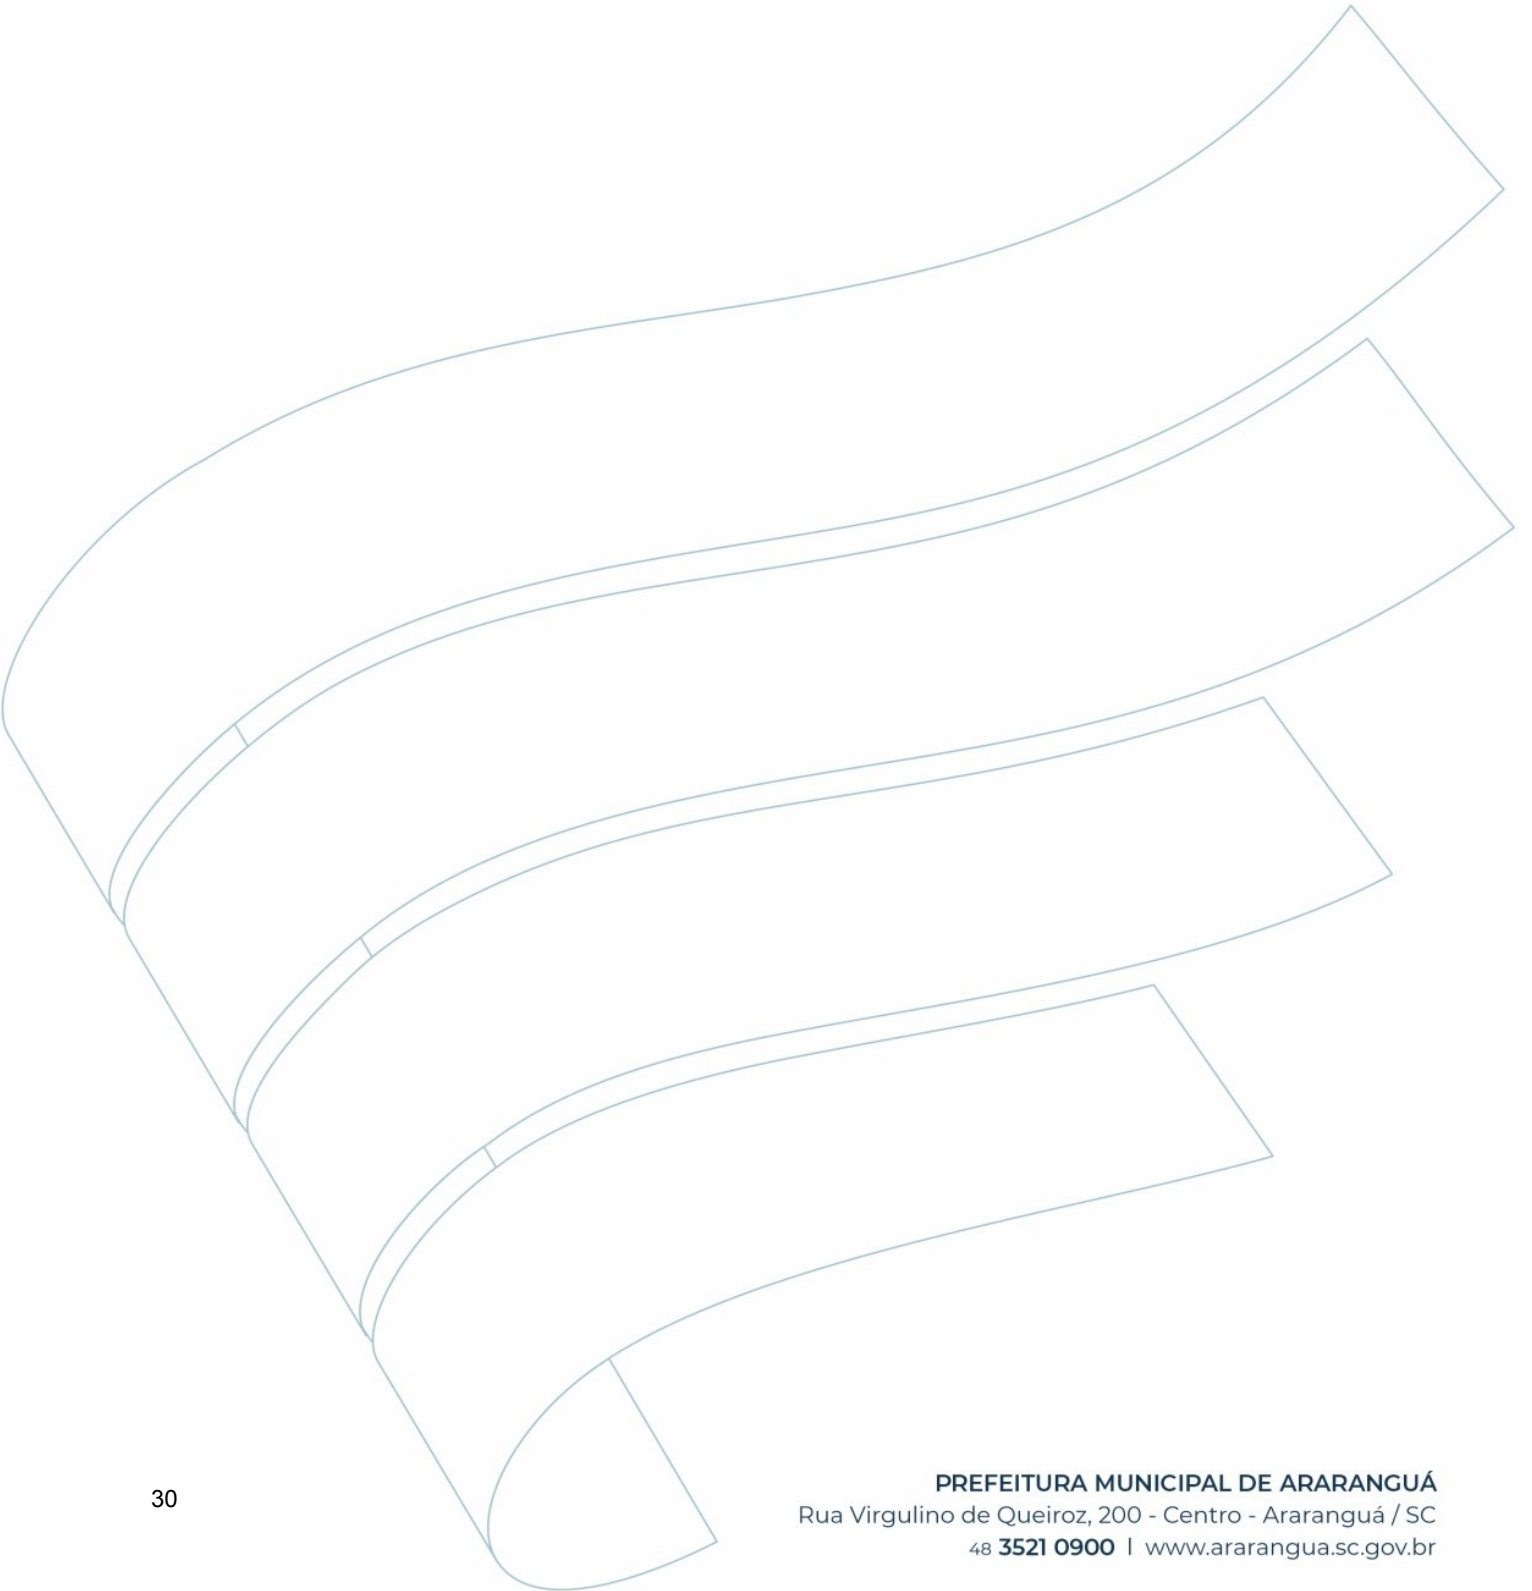 30
PREFEITURA MUNICIPAL DE ARARANGUÁ
Rua Virgulino de Queiroz, 200 - Centro - Araranguá / SC
48 3521 0900 | www.ararangua.sc.gov.br